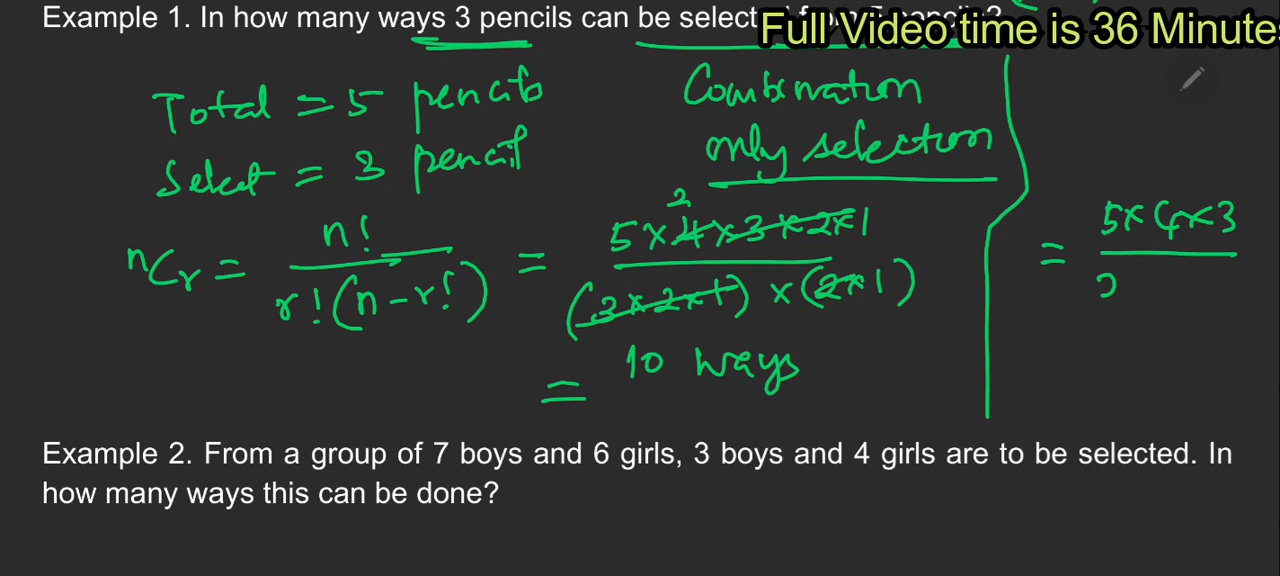 Example 1. In how many ways 3 pencils can be select
Full Video time is 36 Minute
Total = 5 pencils
Combination
Select = 3 pencil
only selection
nCr = n! / r!(n-r!) = 5×4×3×2×1 / (3×2×1) × (2×1)
2
= 5×4×3
= 10 ways
Example 2. From a group of 7 boys and 6 girls, 3 boys and 4 girls are to be selected. In
how many ways this can be done?